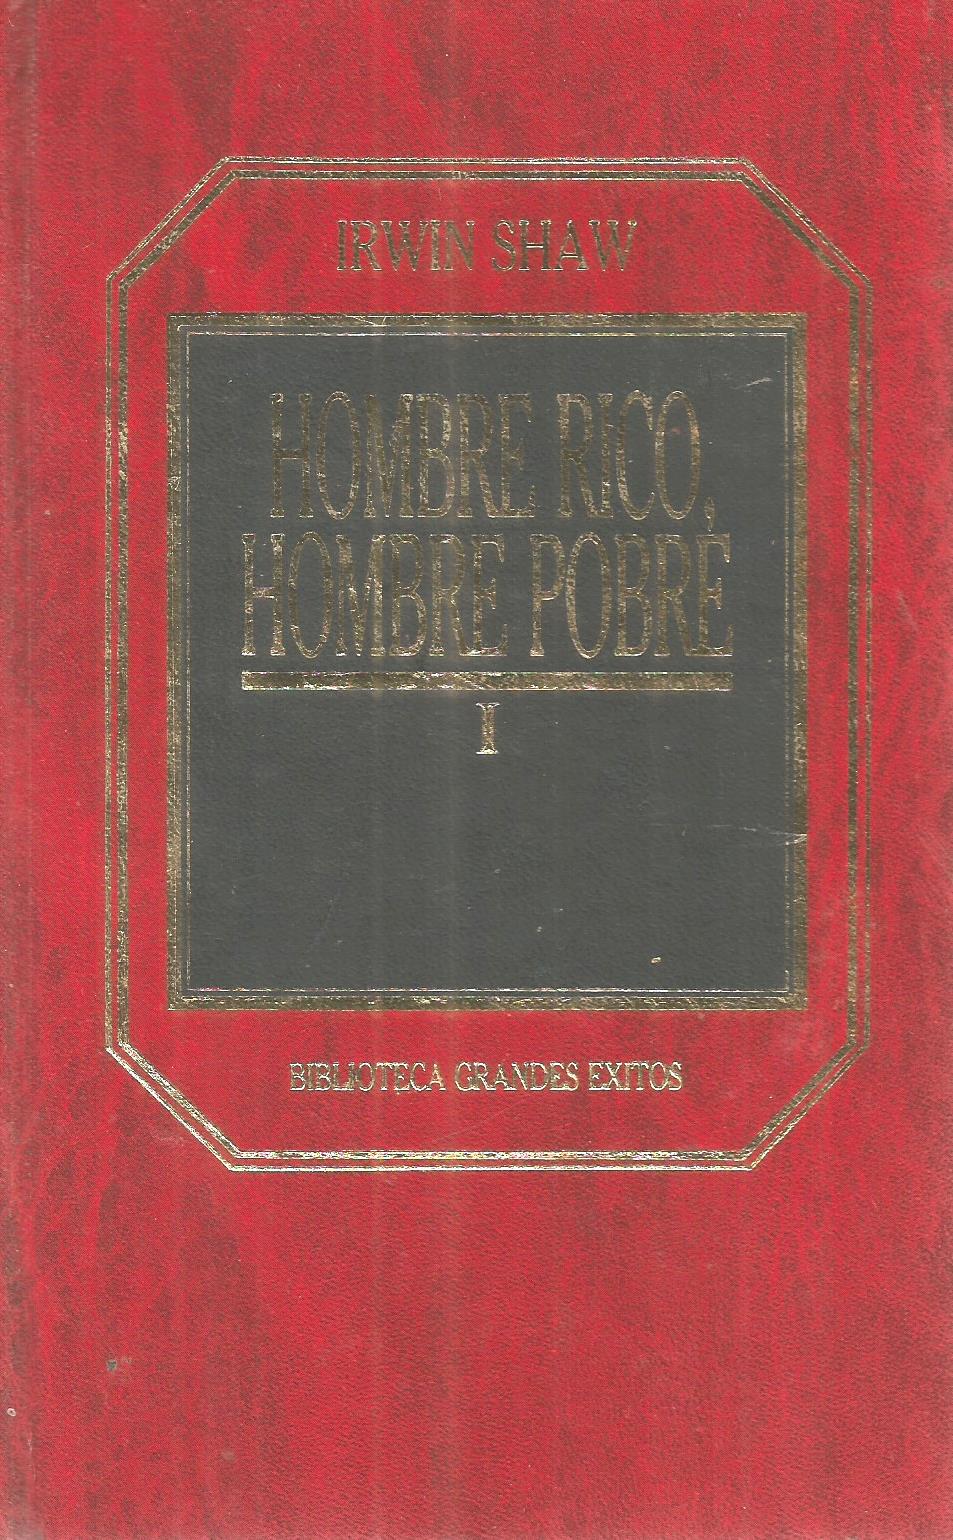 IRWIN SHAW
HOMBRE RICO,
HOMBRE POBRE
I
BIBLIOTECA GRANDES EXITOS